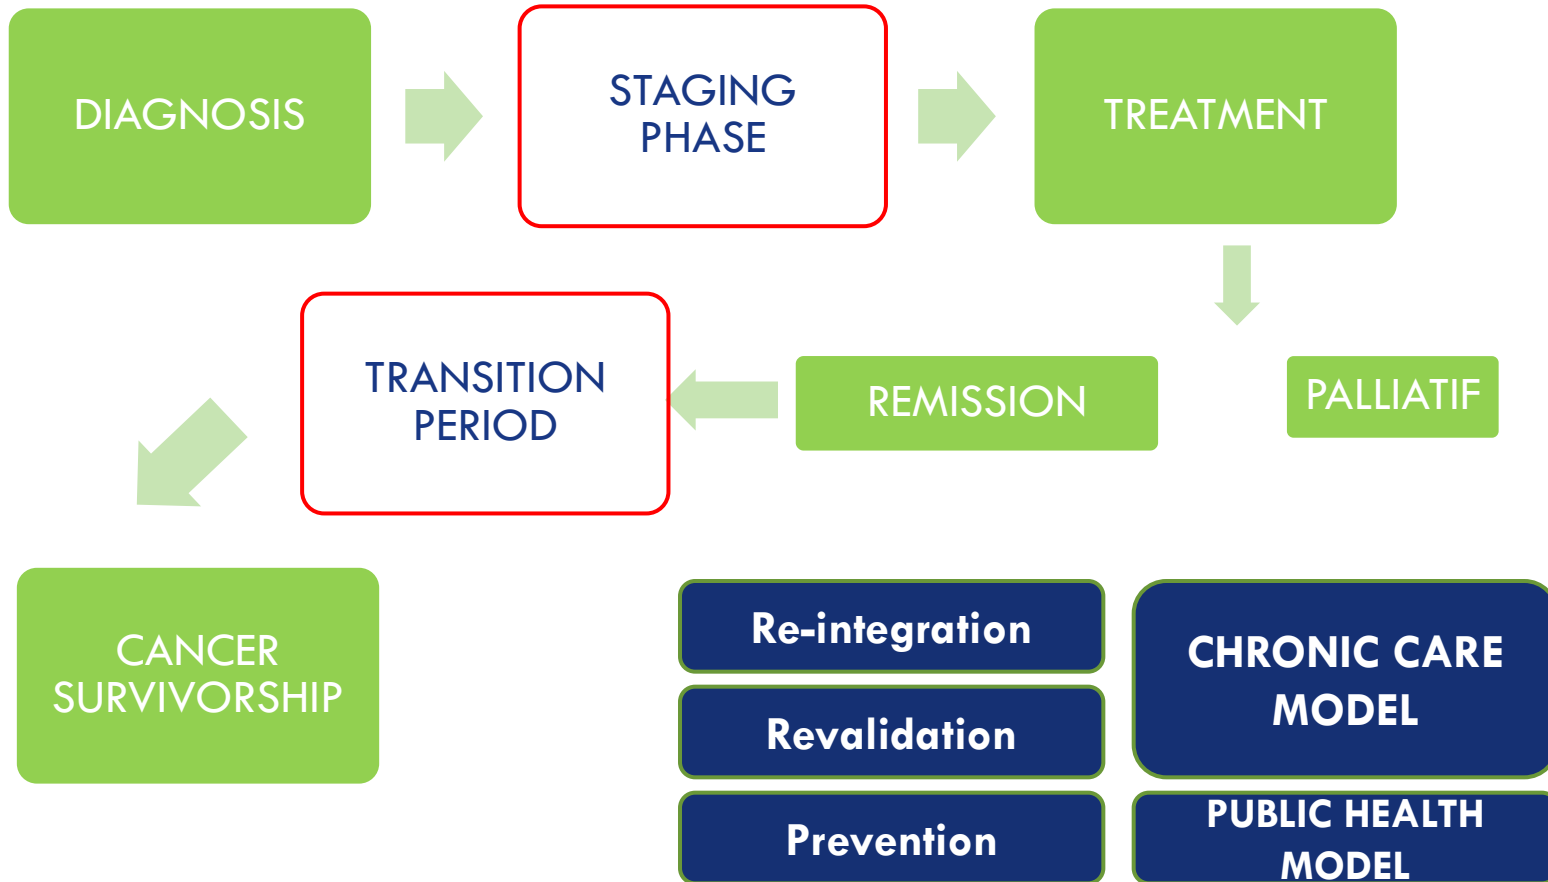 DIAGNOSIS
STAGING
PHASE
TREATMENT
TRANSITION
PERIOD
REMISSION
PALLIATIF
CANCER
SURVIVORSHIP
Re-integration
Revalidation
Prevention
CHRONIC CARE
MODEL
PUBLIC HEALTH
MODEL